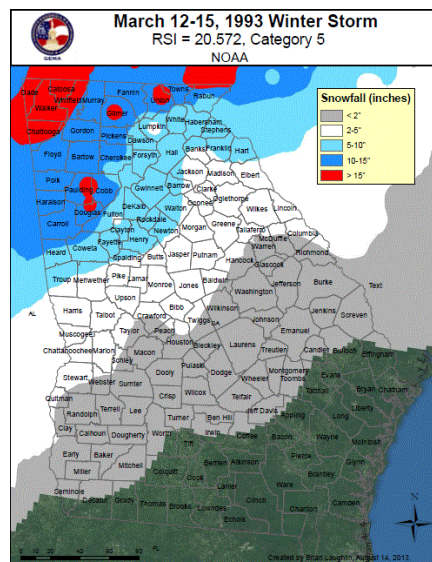 March 12-15, 1993 Winter Storm
RSI = 20.572, Category 5
NOAA
GEMA
Snowfall (inches)
< 2"
2-5"
5-10"
10-15"
> 15"
Dade Catoosa Fannin Towns Rabun
Walker Whitfield Murray Union
Gilmer White Habersham
Chattooga Gordon Pickens Lumpkin Stephens
Dawson Banks Franklin Hart
Floyd Bartow Cherokee Forsyth Hall
Polk Jackson Madison Elbert
Paulding Cobb Gwinnett Barrow Clarke
Haralson Oglethorpe
Douglas Fulton DeKalb Walton Oconee Wilkes Lincoln
Carroll Rockdale
Clayton Newton Morgan Greene Taliaferro Columbia
Fayette Henry McDuffie
Heard Coweta Warren Richmond
Spalding Butts Jasper Putnam Hancock Glascock
Troup Meriwether Pike Lamar Jefferson Burke Text
Monroe Jones Baldwin Washington
Upson
AL Harris Talbot Bibb Wilkinson Jenkins Screven
Crawford Twiggs GA Johnson
Muscogee Taylor Peach Emanuel
Houston Bleckley
Chattahoochee Marion Schley Macon Laurens Treutlen Candler Bulloch Effingham
Dooly Pulaski
Stewart Webster Sumter Dodge Wheeler Montgomery Toombs Evans
Quitman Crisp Wilcox Tattnall Bryan Chatham
Randolph Terrell Lee Telfair Liberty
Turner Ben Hill Jeff Davis Appling Long
Clay Calhoun Dougherty Worth Irwin Coffee Bacon Wayne McIntosh
Tift
Early Baker Pierce
Mitchell Colquitt Berrien Atkinson Glynn
Miller Cook Ware Brantley
Lanier
Seminole Decatur Grady Thomas Brooks Lowndes Clinch Charlton Camden
Echols
FL
N
0 20 40 60 80
Created by Brian Laughlin, August 14, 2013.